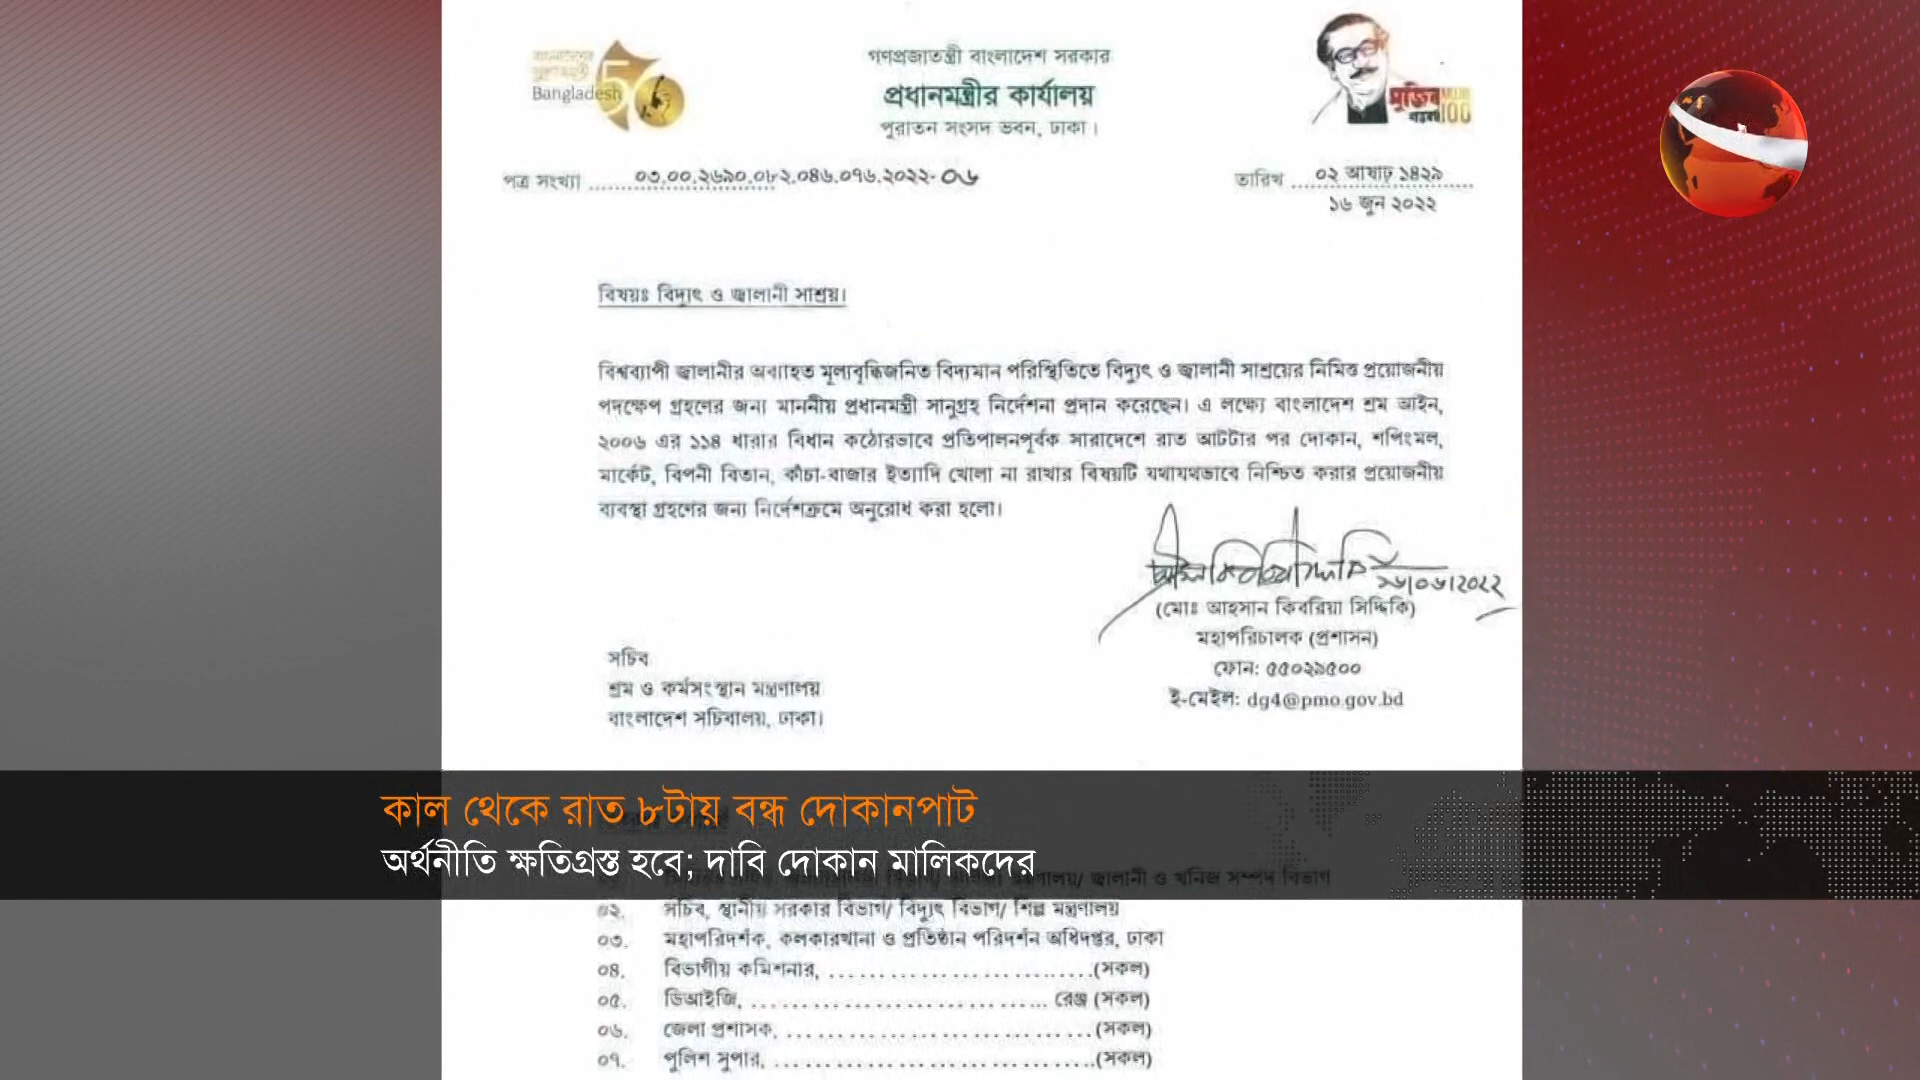 Bangladesh
50
গণপ্রজাতন্ত্রী বাংলাদেশ সরকার
প্রধানমন্ত্রীর কার্যালয়
পুরাতন সংসদ ভবন, ঢাকা।
মুজিব
100
পত্র সংখ্যা ........ ০৩.০০.২৬৯০.০৮২.০৪৬.০৭৬.২০২২- ০৬
তারিখ ........ ০২ আষাঢ় ১৪২৯
১৬ জুন ২০২২
বিষয়ঃ বিদ্যুৎ ও জ্বালানী সাশ্রয়।
বিশ্বব্যাপী জ্বালানীর অব্যাহত মূল্যবৃদ্ধিজনিত বিদ্যমান পরিস্থিতিতে বিদ্যুৎ ও জ্বালানী সাশ্রয়ের নিমিত্ত প্রয়োজনীয়
পদক্ষেপ গ্রহণের জন্য মাননীয় প্রধানমন্ত্রী সানুগ্রহ নির্দেশনা প্রদান করেছেন। এ লক্ষ্যে বাংলাদেশ শ্রম আইন,
২০০৬ এর ১১৪ ধারার বিধান কঠোরভাবে প্রতিপালনপূর্বক সারাদেশে রাত আটটার পর দোকান, শপিংমল,
মার্কেট, বিপনী বিতান, কাঁচা-বাজার ইত্যাদি খোলা না রাখার বিষয়টি যথাযথভাবে নিশ্চিত করার প্রয়োজনীয়
ব্যবস্থা গ্রহণের জন্য নির্দেশক্রমে অনুরোধ করা হলো।
১৬/০৬/২০২২
(মোঃ আহসান কিবরিয়া সিদ্দিকি)
মহাপরিচালক (প্রশাসন)
ফোন: ৫৫০২৯৫০০
ই-মেইল: dg4@pmo.gov.bd
সচিব
শ্রম ও কর্মসংস্থান মন্ত্রণালয়
বাংলাদেশ সচিবালয়, ঢাকা।
কাল থেকে রাত ৮টায় বন্ধ দোকানপাট
অর্থনীতি ক্ষতিগ্রস্ত হবে; দাবি দোকান মালিকদের
জ্বালানী ও খনিজ সম্পদ বিভাগ
০২. সচিব, স্থানীয় সরকার বিভাগ/ বিদ্যুৎ বিভাগ/ শিল্প মন্ত্রণালয়
০৩. মহাপরিদর্শক, কলকারখানা ও প্রতিষ্ঠান পরিদর্শন অধিদপ্তর, ঢাকা
০৪. বিভাগীয় কমিশনার, ........................(সকল)
০৫. ডিআইজি, ........................ রেঞ্জ (সকল)
০৬. জেলা প্রশাসক, ........................(সকল)
০৭. পুলিশ সুপার, ........................(সকল)